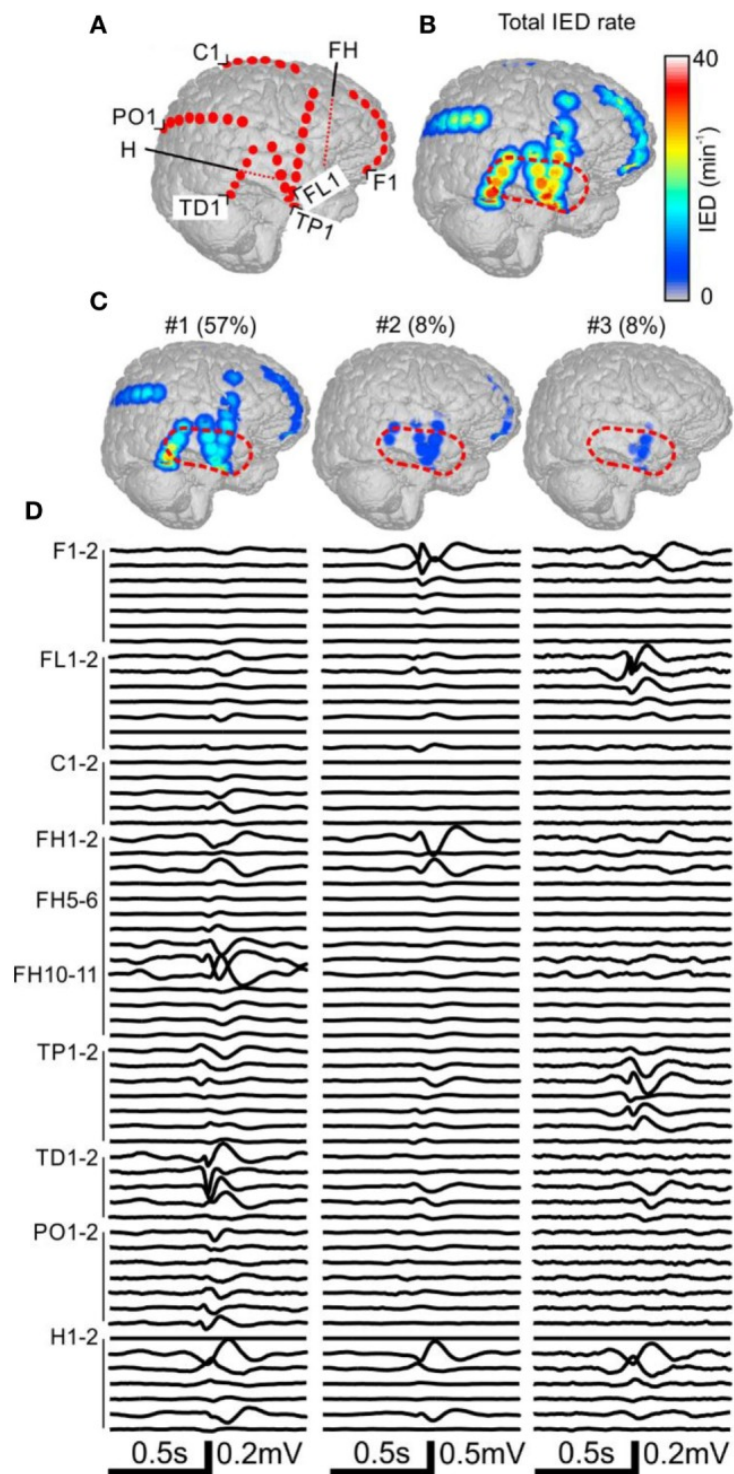 A
C1
FH
PO1
H
TD1
FL1
TP1
F1
B
Total IED rate
40
IED (min-1)
0
C
#1 (57%)
#2 (8%)
#3 (8%)
D
F1-2
FL1-2
C1-2
FH1-2
FH5-6
FH10-11
TP1-2
TD1-2
PO1-2
H1-2
0.5s 0.2mV
0.5s 0.5mV
0.5s 0.2mV